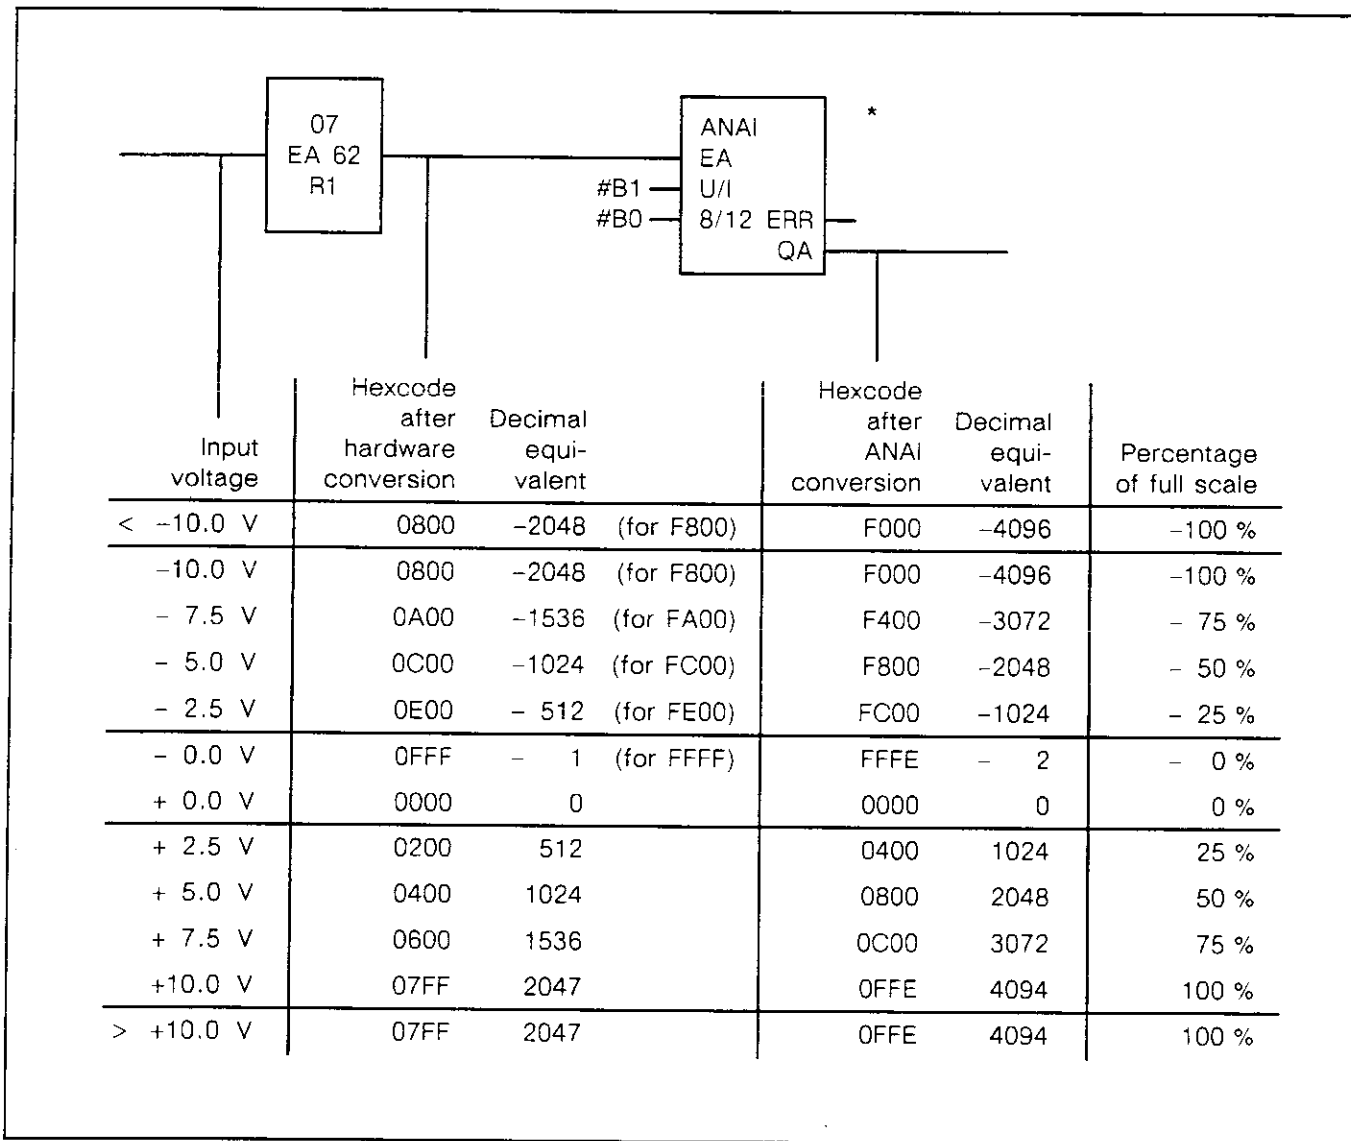 07
EA 62
R1
ANAI
EA
U/I
8/12 ERR
QA
*
#B1
#B0
Input voltage
Hexcode after hardware conversion
Decimal equi-valent
Hexcode after ANAI conversion
Decimal equi-valent
Percentage of full scale
< −10.0 V 0800 −2048 (for F800) F000 −4096 −100 %
−10.0 V 0800 −2048 (for F800) F000 −4096 −100 %
− 7.5 V 0A00 −1536 (for FA00) F400 −3072 − 75 %
− 5.0 V 0C00 −1024 (for FC00) F800 −2048 − 50 %
− 2.5 V 0E00 − 512 (for FE00) FC00 −1024 − 25 %
− 0.0 V 0FFF − 1 (for FFFF) FFFE − 2 − 0 %
+ 0.0 V 0000 0 0000 0 0 %
+ 2.5 V 0200 512 0400 1024 25 %
+ 5.0 V 0400 1024 0800 2048 50 %
+ 7.5 V 0600 1536 0C00 3072 75 %
+10.0 V 07FF 2047 0FFE 4094 100 %
> +10.0 V 07FF 2047 0FFE 4094 100 %